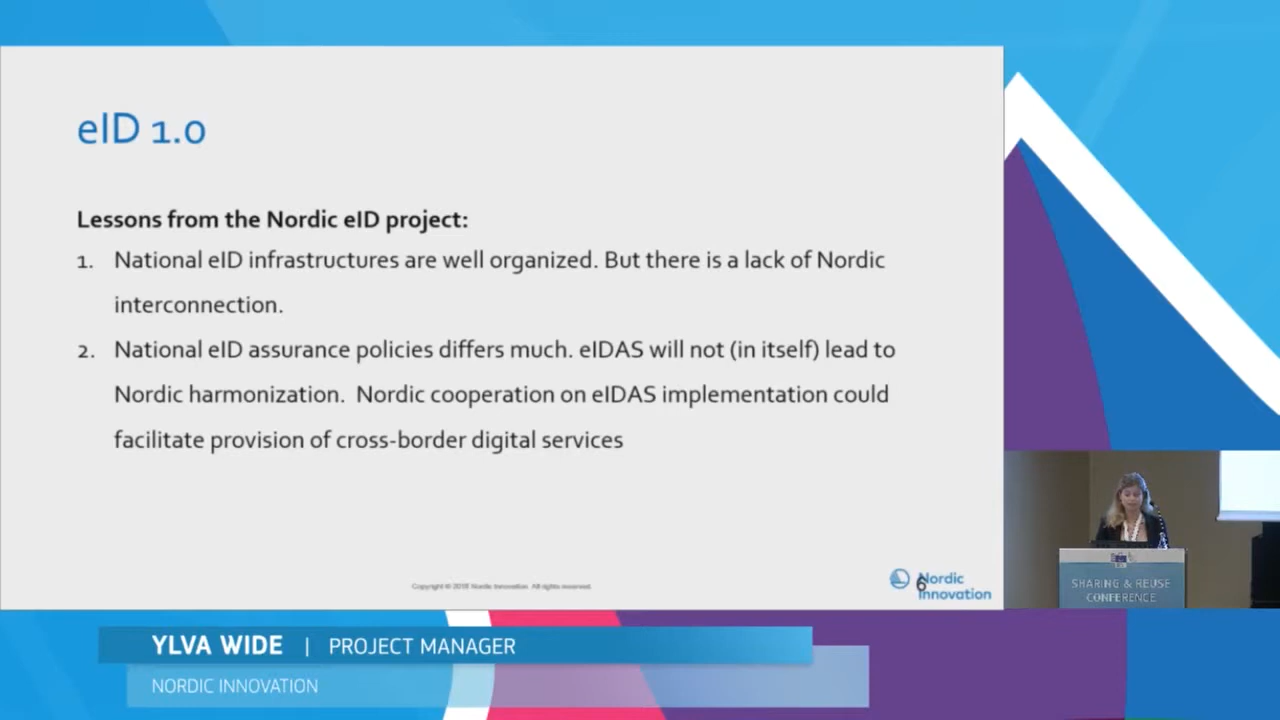 eID 1.0
Lessons from the Nordic eID project:
1. National eID infrastructures are well organized. But there is a lack of Nordic
interconnection.
2. National eID assurance policies differs much. eIDAS will not (in itself) lead to
Nordic harmonization. Nordic cooperation on eIDAS implementation could
facilitate provision of cross-border digital services
Copyright © 2018 Nordic Innovation. All rights reserved.
6
Nordic
Innovation
SHARING & REUSE
CONFERENCE
YLVA WIDE | PROJECT MANAGER
NORDIC INNOVATION